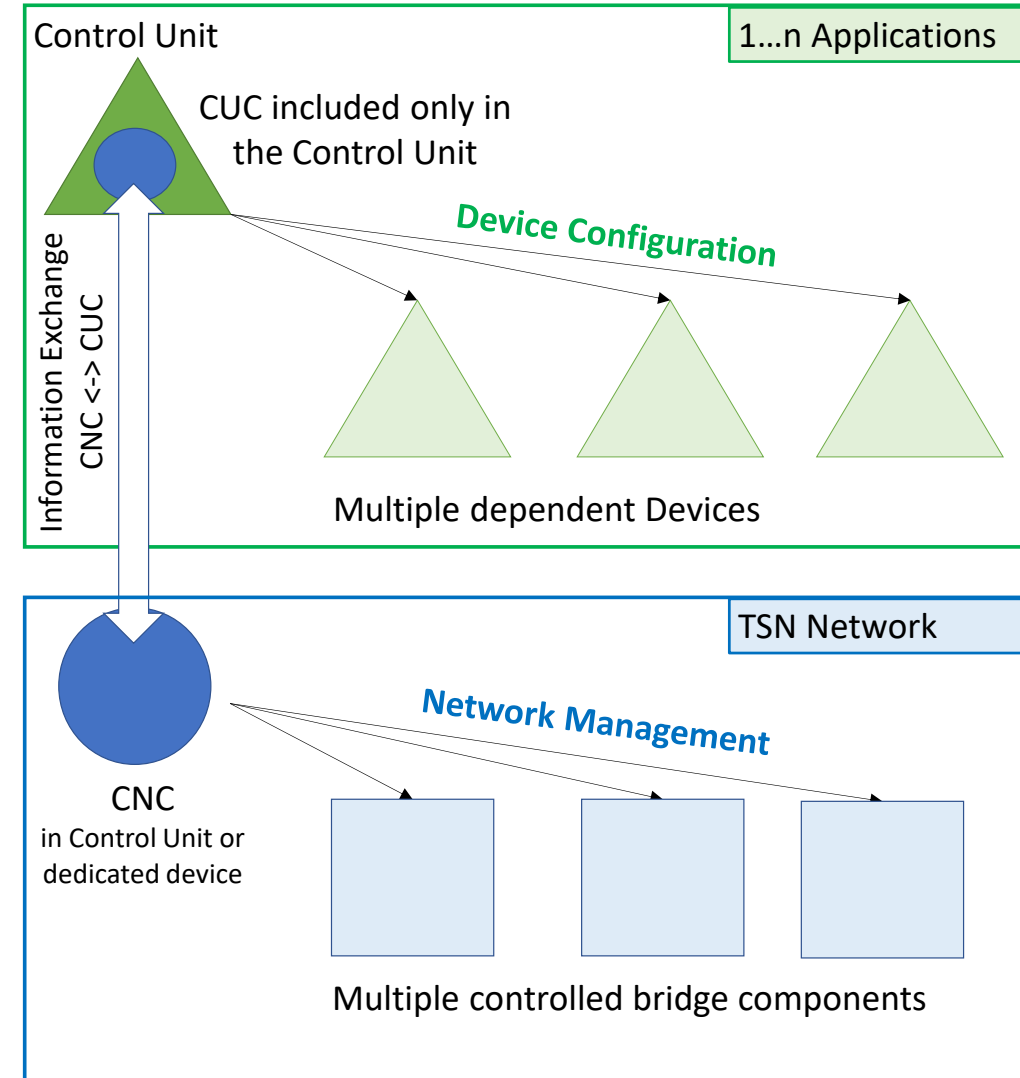 Control Unit
1...n Applications
CUC included only in
the Control Unit
Device Configuration
Information Exchange
CNC <-> CUC
Multiple dependent Devices
TSN Network
Network Management
CNC
in Control Unit or
dedicated device
Multiple controlled bridge components